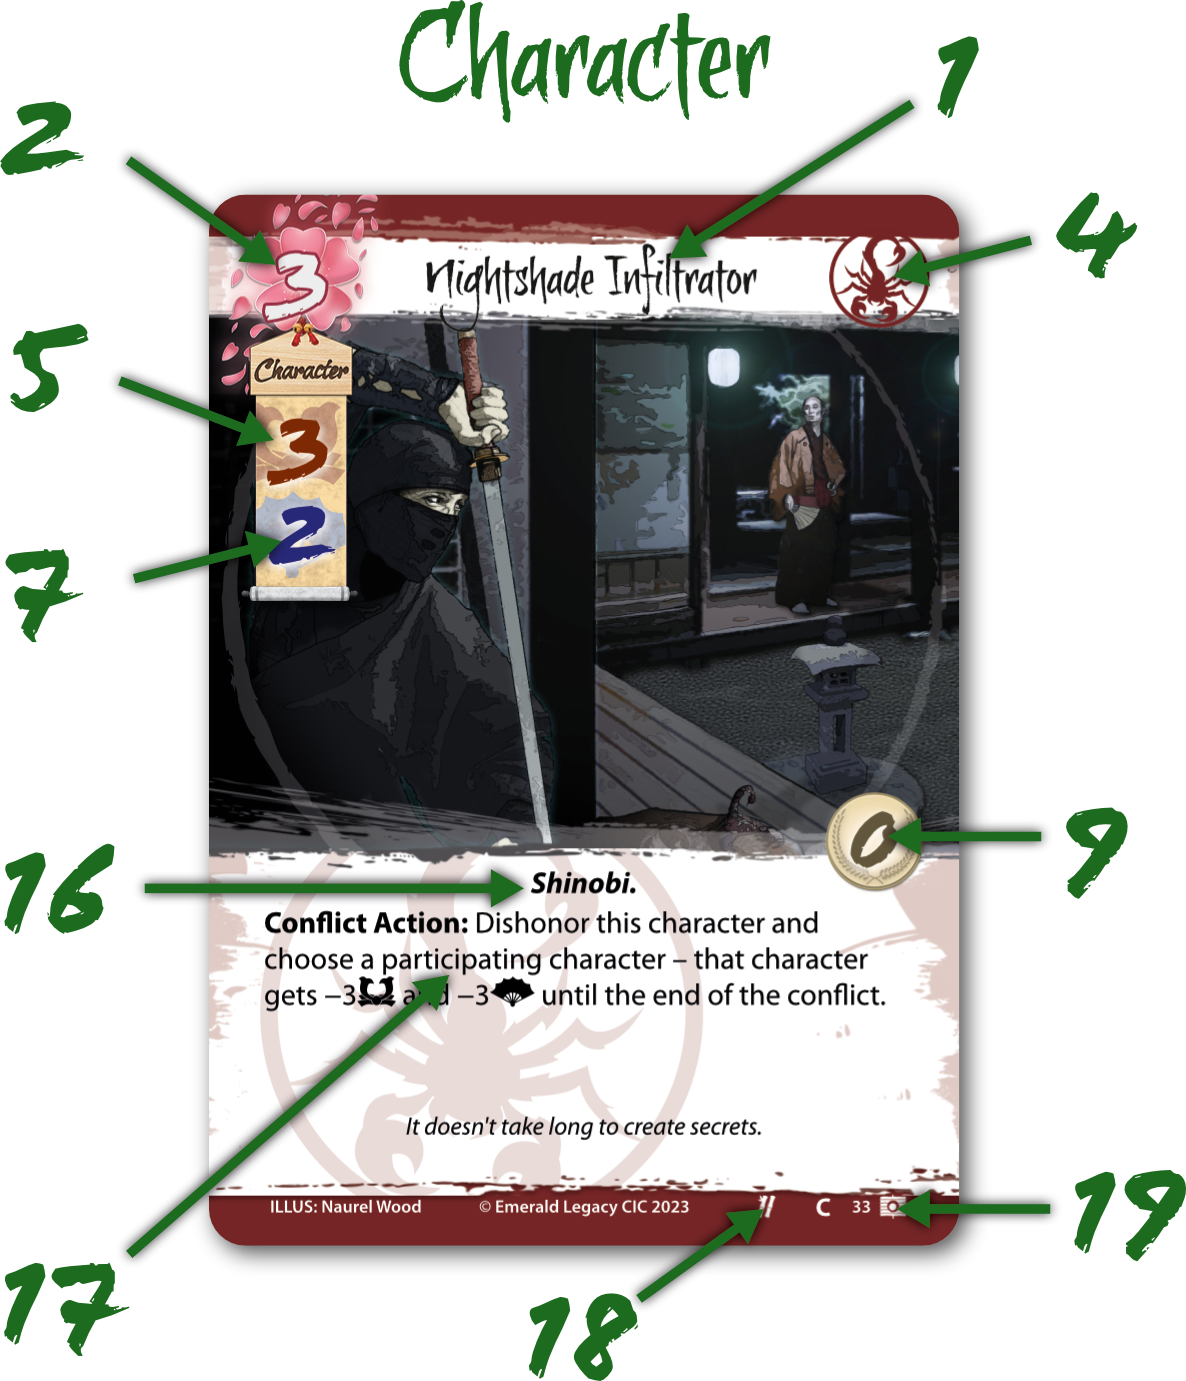 Character
1
2
4
3
Nightshade Infiltrator
5
Character
3
7
2
9
0
16
Shinobi.
Conflict Action: Dishonor this character and
choose a participating character – that character
gets −3 and −3 until the end of the conflict.
It doesn't take long to create secrets.
ILLUS: Naurel Wood © Emerald Legacy CIC 2023 C 33
19
17
18